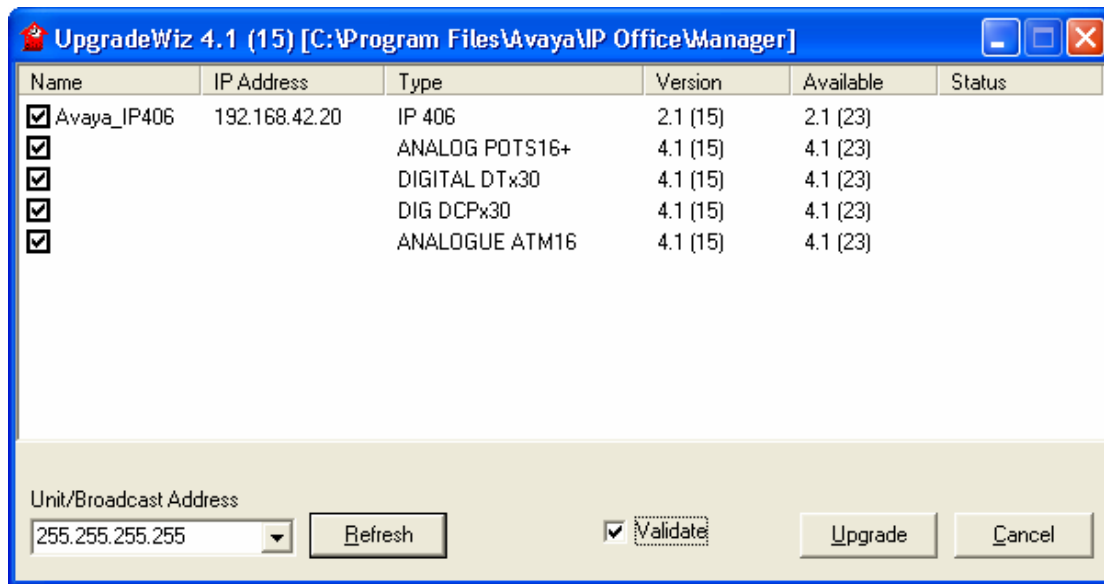 UpgradeWiz 4.1 (15) [C:\Program Files\Avaya\IP Office\Manager]
Name IP Address Type Version Available Status
Avaya_IP406 192.168.42.20 IP 406 2.1 (15) 2.1 (23)
ANALOG POTS16+ 4.1 (15) 4.1 (23)
DIGITAL DTx30 4.1 (15) 4.1 (23)
DIG DCPx30 4.1 (15) 4.1 (23)
ANALOGUE ATM16 4.1 (15) 4.1 (23)
Unit/Broadcast Address
255.255.255.255 Refresh Validate Upgrade Cancel